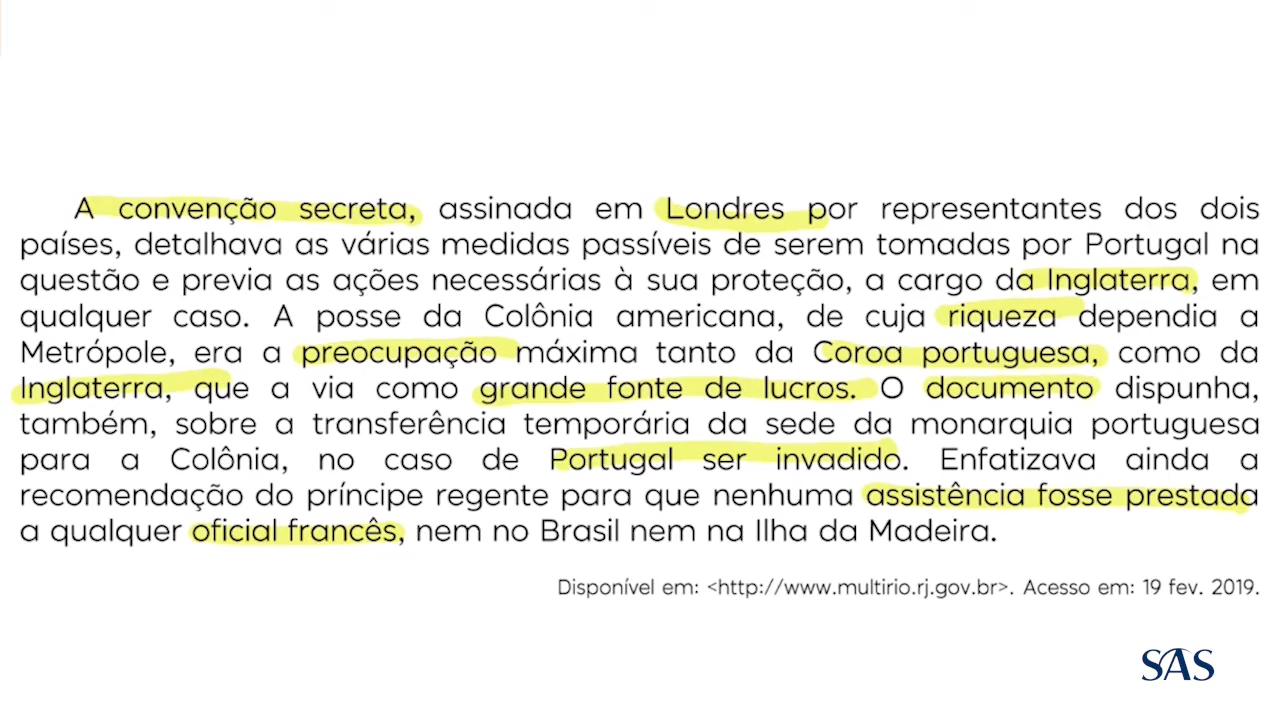 A convenção secreta, assinada em Londres por representantes dos dois
países, detalhava as várias medidas passíveis de serem tomadas por Portugal na
questão e previa as ações necessárias à sua proteção, a cargo da Inglaterra, em
qualquer caso. A posse da Colônia americana, de cuja riqueza dependia a
Metrópole, era a preocupação máxima tanto da Coroa portuguesa, como da
Inglaterra, que a via como grande fonte de lucros. O documento dispunha,
também, sobre a transferência temporária da sede da monarquia portuguesa
para a Colônia, no caso de Portugal ser invadido. Enfatizava ainda a
recomendação do príncipe regente para que nenhuma assistência fosse prestada
a qualquer oficial francês, nem no Brasil nem na Ilha da Madeira.
Disponível em: <http://www.multirio.rj.gov.br>. Acesso em: 19 fev. 2019.
SAS